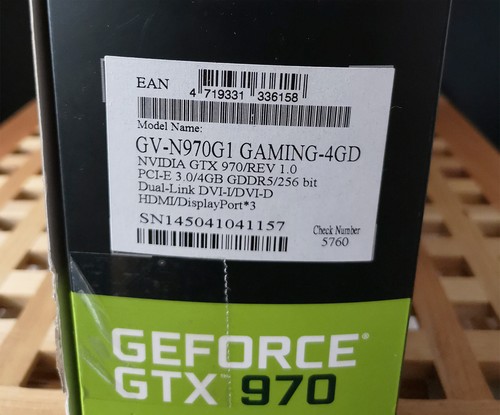 EAN
4 719331 336158
Model Name:
GV-N970G1 GAMING-4GD
NVIDIA GTX 970/REV 1.0
PCI-E 3.0/4GB GDDR5/256 bit
Dual-Link DVI-I/DVI-D
HDMI/DisplayPort*3
SN145041041157
Check Number
5760
GEFORCE®
GTX™ 970